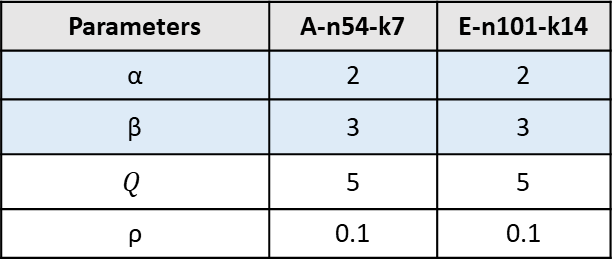 Parameters A-n54-k7 E-n101-k14
α 2 2
β 3 3
Q 5 5
ρ 0.1 0.1